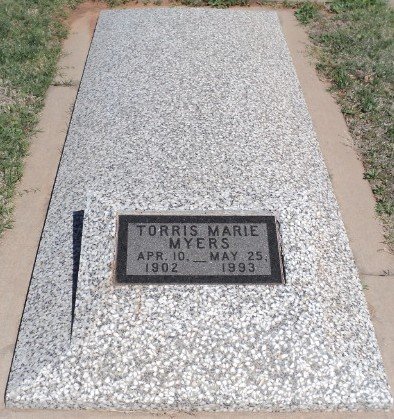 TORRIS MARIE
MYERS
APR. 10. — MAY 25.
1902 1993